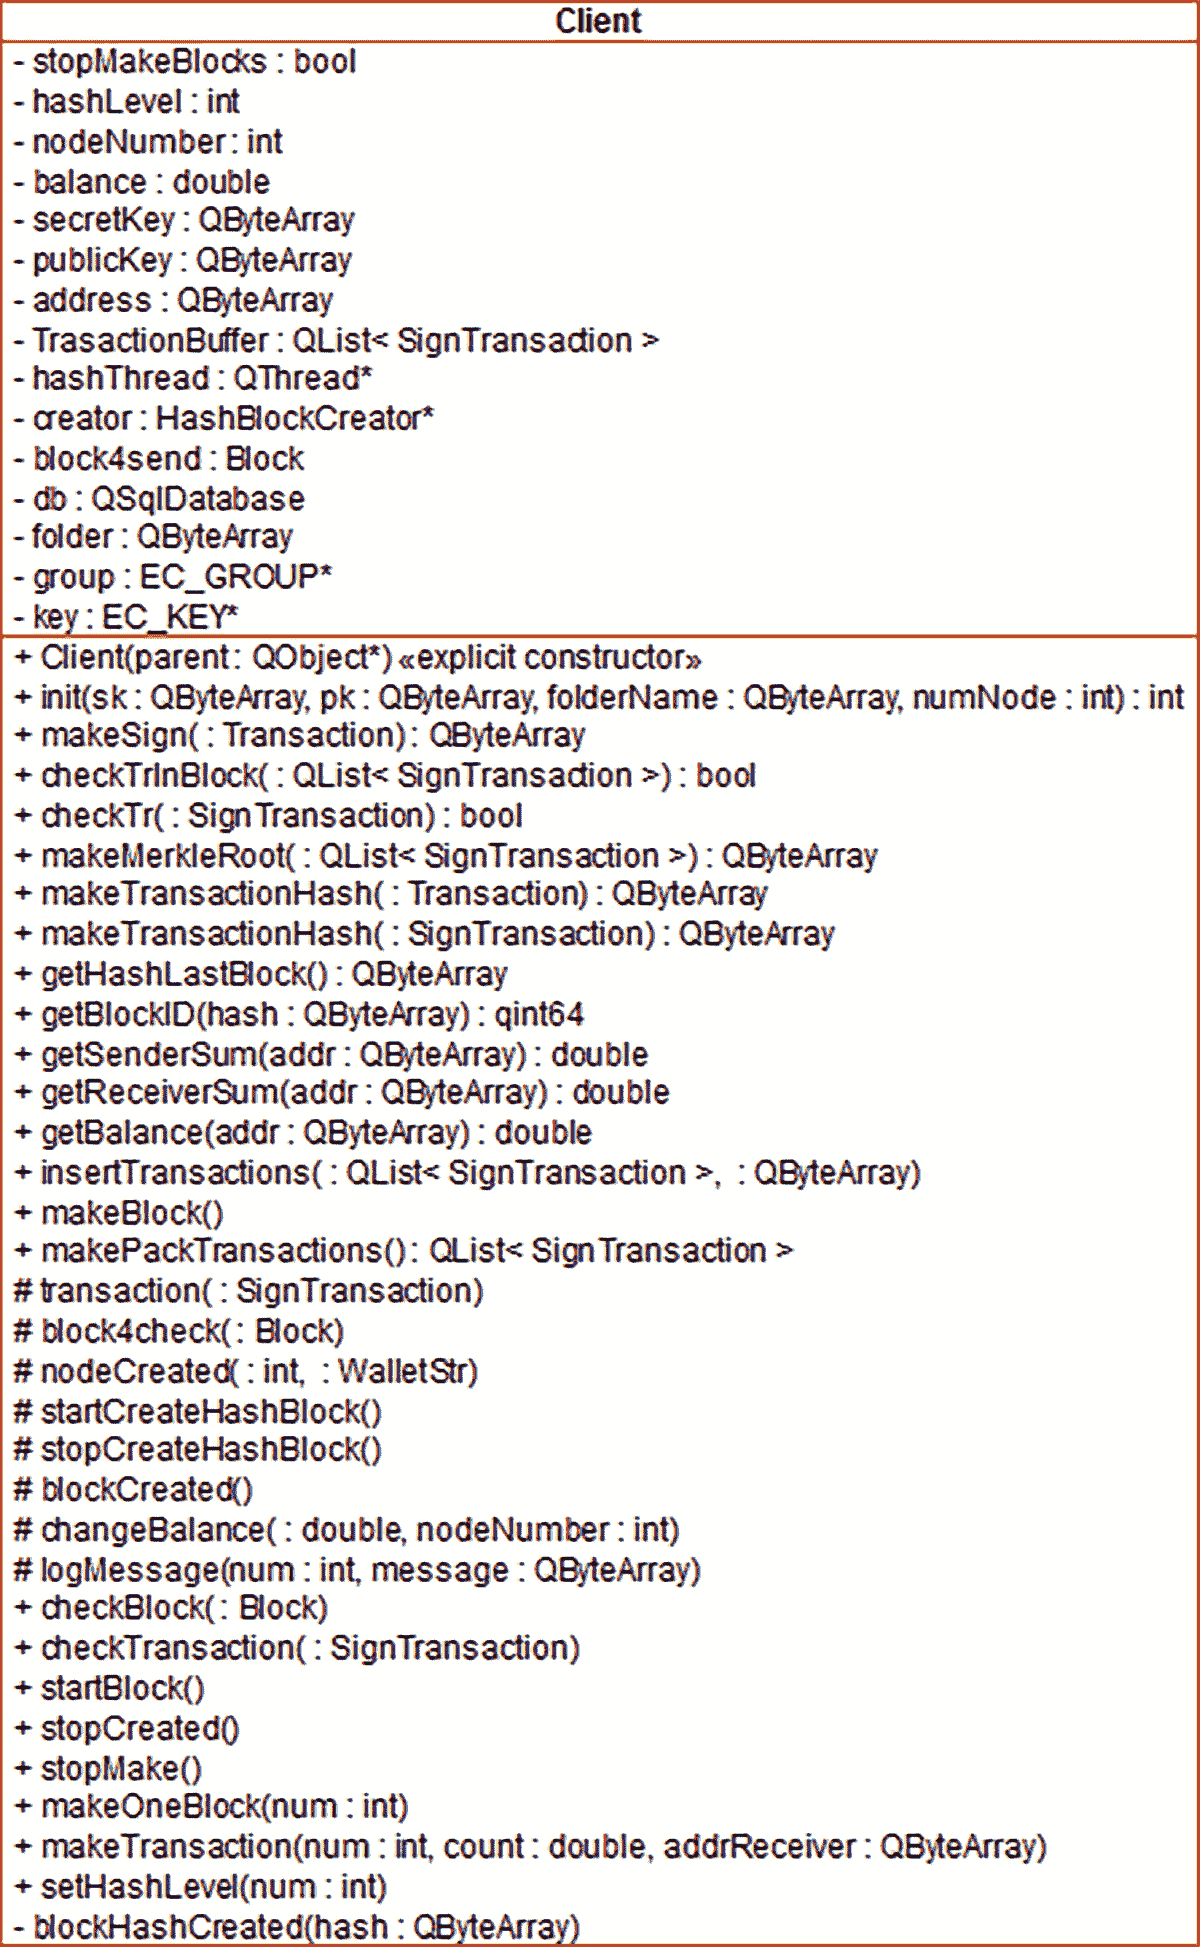 Client
- stopMakeBlocks : bool
- hashLevel : int
- nodeNumber : int
- balance : double
- secretKey : QByteArray
- publicKey : QByteArray
- address : QByteArray
- TrasactionBuffer : QList< SignTransaction >
- hashThread : QThread*
- creator : HashBlockCreator*
- block4send : Block
- db : QSqlDatabase
- folder : QByteArray
- group : EC_GROUP*
- key : EC_KEY*
+ Client(parent : QObject*) «explicit constructor»
+ init(sk : QByteArray, pk : QByteArray, folderName : QByteArray, numNode : int) : int
+ makeSign( : Transaction) : QByteArray
+ checkTrInBlock( : QList< SignTransaction >) : bool
+ checkTr( : SignTransaction) : bool
+ makeMerkleRoot( : QList< SignTransaction >) : QByteArray
+ makeTransactionHash( : Transaction) : QByteArray
+ makeTransactionHash( : SignTransaction) : QByteArray
+ getHashLastBlock() : QByteArray
+ getBlockID(hash : QByteArray) : qint64
+ getSenderSum(addr : QByteArray) : double
+ getReceiverSum(addr : QByteArray) : double
+ getBalance(addr : QByteArray) : double
+ insertTransactions( : QList< SignTransaction >, : QByteArray)
+ makeBlock()
+ makePackTransactions() : QList< SignTransaction >
# transaction( : SignTransaction)
# block4check( : Block)
# nodeCreated( : int, : WalletStr)
# startCreateHashBlock()
# stopCreateHashBlock()
# blockCreated()
# changeBalance( : double, nodeNumber : int)
# logMessage(num : int, message : QByteArray)
+ checkBlock( : Block)
+ checkTransaction( : SignTransaction)
+ startBlock()
+ stopCreated()
+ stopMake()
+ makeOneBlock(num : int)
+ makeTransaction(num : int, count : double, addrReceiver : QByteArray)
+ setHashLevel(num : int)
- blockHashCreated(hash : QByteArray)